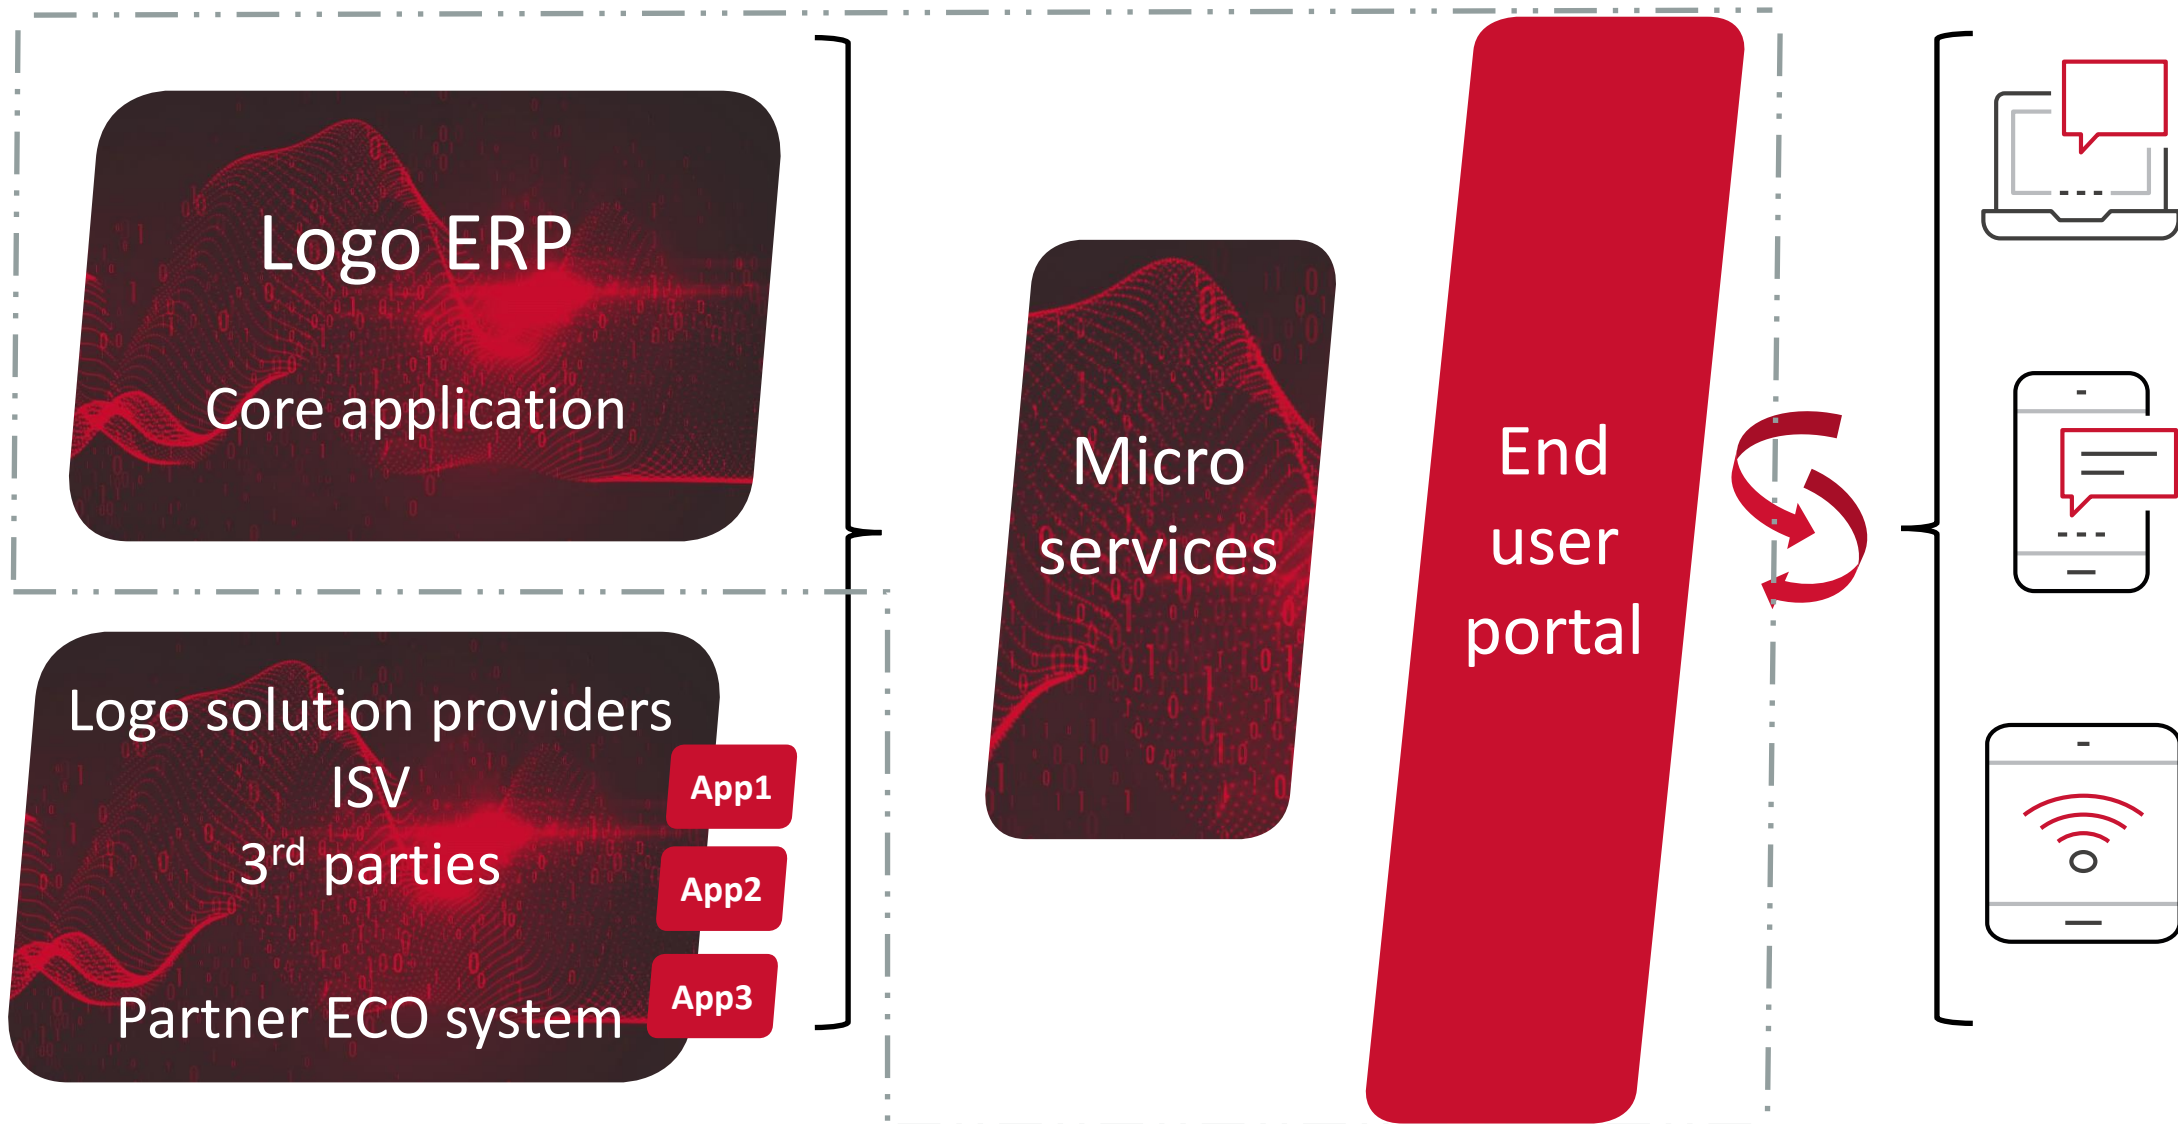 Logo ERP
Core application
Logo solution providers
ISV
3rd parties
Partner ECO system
App1
App2
App3
Micro
services
End
user
portal